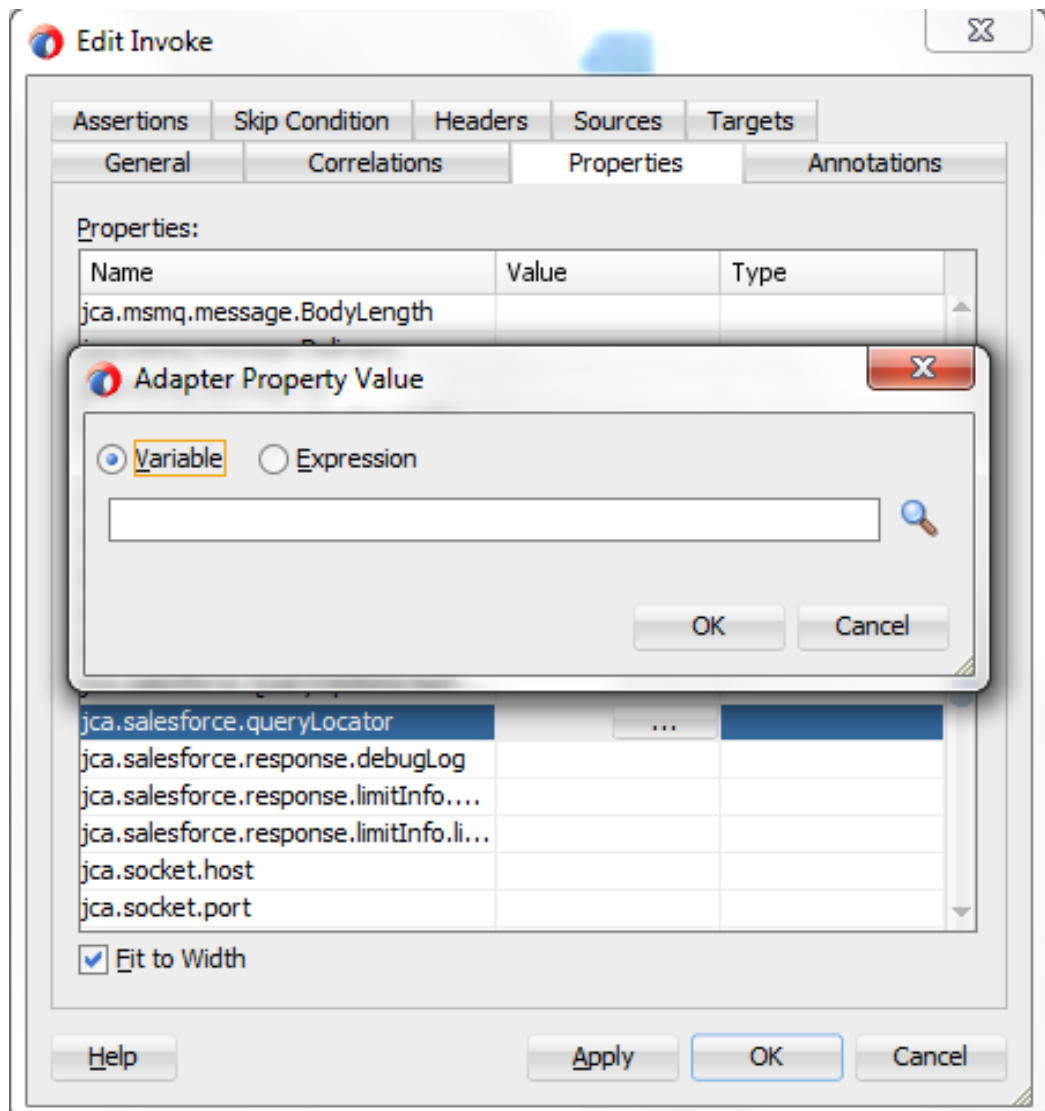 Edit Invoke
Assertions Skip Condition Headers Sources Targets
General Correlations Properties Annotations
Properties:
Name Value Type
jca.msmq.message.BodyLength
Adapter Property Value
Variable Expression
OK Cancel
jca.salesforce.queryLocator ...
jca.salesforce.response.debugLog
jca.salesforce.response.limitInfo....
jca.salesforce.response.limitInfo.li...
jca.socket.host
jca.socket.port
Fit to Width
Help Apply OK Cancel